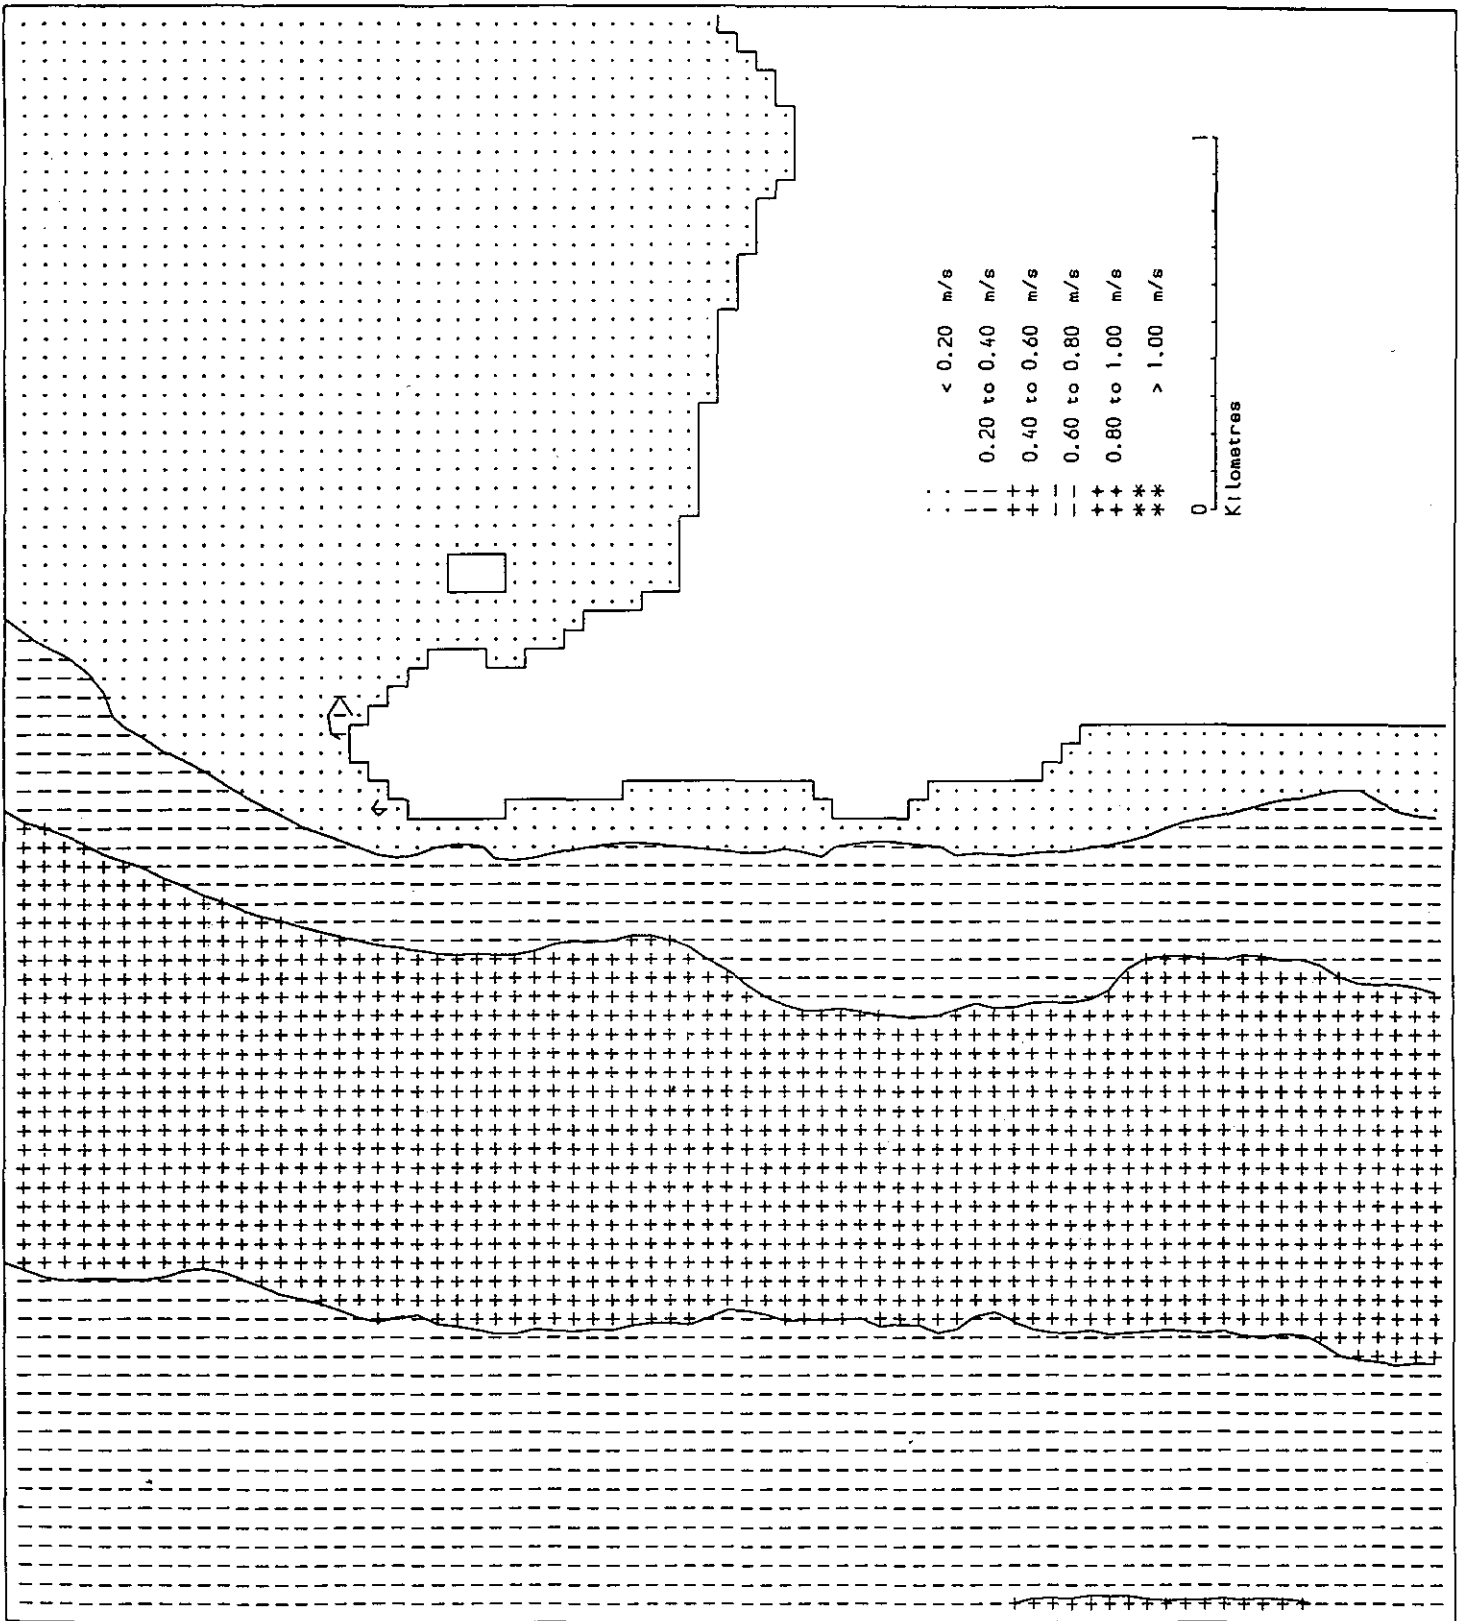 . . < 0.20 m/s
— — 0.20 to 0.40 m/s
+ + 0.40 to 0.60 m/s
— — 0.60 to 0.80 m/s
+ + 0.80 to 1.00 m/s
* * > 1.00 m/s
0 1
Kilometres